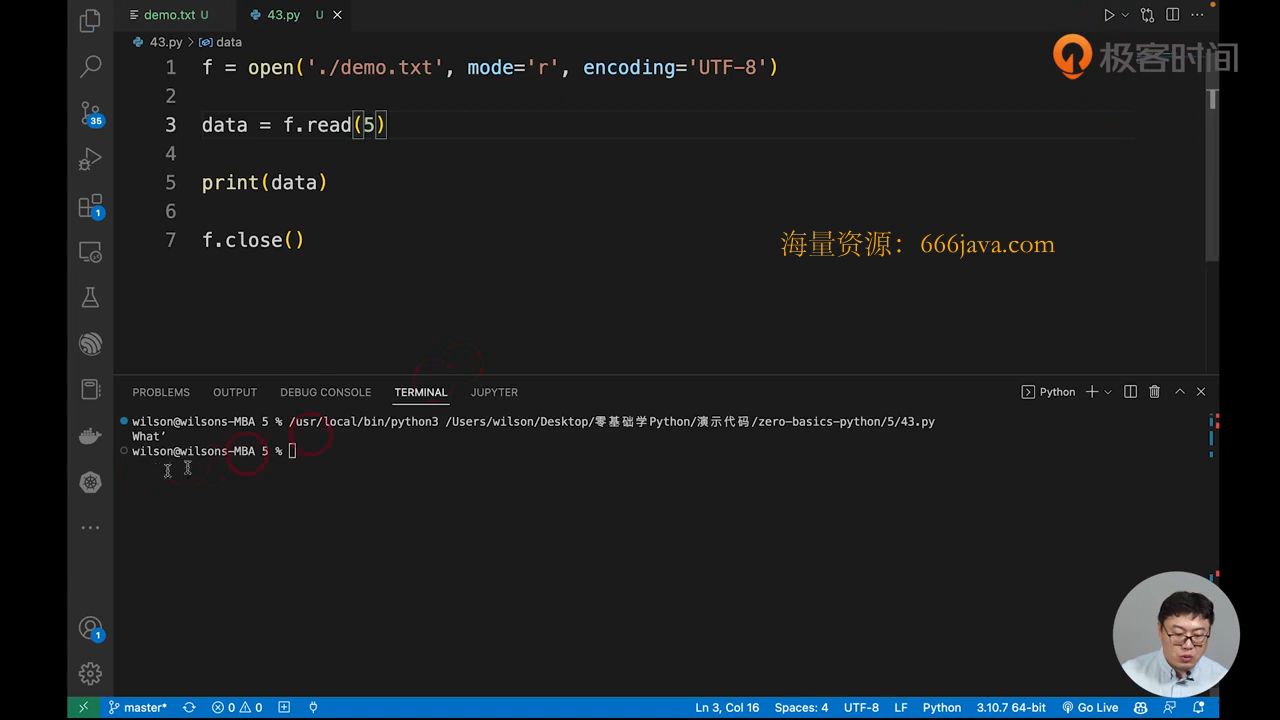 demo.txt U
43.py U
43.py > data
极客时间
1 f = open('./demo.txt', mode='r', encoding='UTF-8')
2
3 data = f.read(5)
4
5 print(data)
6
7 f.close()
海量资源：666java.com
35
1
PROBLEMS OUTPUT DEBUG CONSOLE TERMINAL JUPYTER
Python
wilson@wilsons-MBA 5 % /usr/local/bin/python3 /Users/wilson/Desktop/零基础学Python/演示代码/zero-basics-python/5/43.py
What’
wilson@wilsons-MBA 5 %
1
master* 0 0 Ln 3, Col 16 Spaces: 4 UTF-8 LF Python 3.10.7 64-bit Go Live